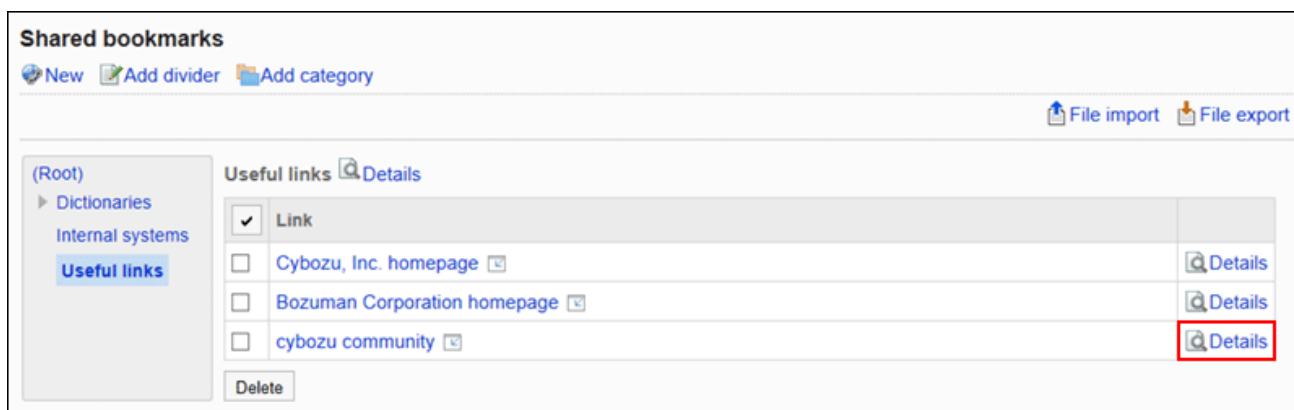 Shared bookmarks
New Add divider Add category
File import File export
(Root)
Dictionaries
Internal systems
Useful links
Useful links Details
Link
Cybozu, Inc. homepage Details
Bozuman Corporation homepage Details
cybozu community Details
Delete